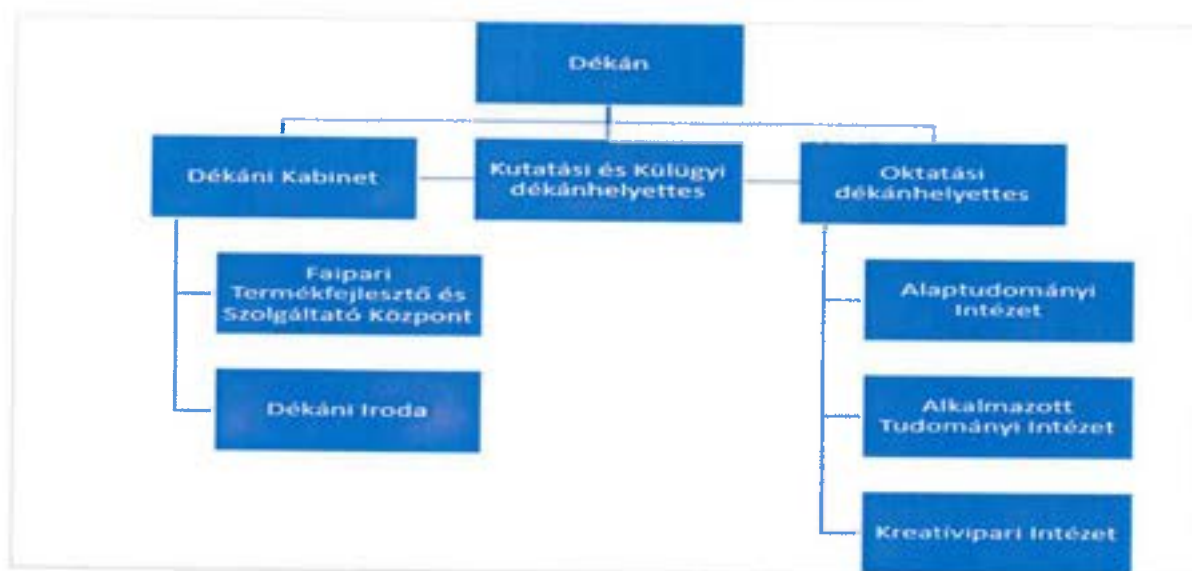 Dékán
Dékáni Kabinet
Kutatási és Külügyi
dékánhelyettes
Oktatási
dékánhelyettes
Faipari
Termékfejlesztő és
Szolgáltató Központ
Dékáni Iroda
Alaptudományi
Intézet
Alkalmazott
Tudományi Intézet
Kreatívipari Intézet